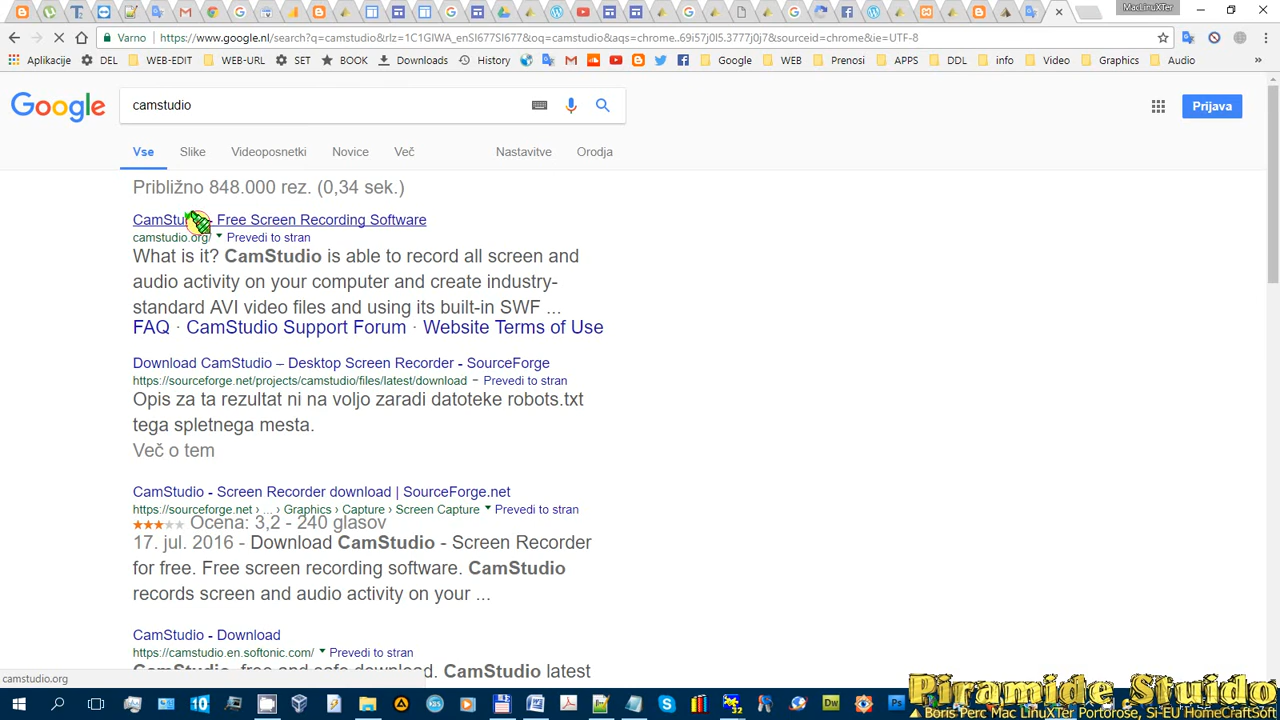 MacLinuXTer
Varno
https://www.google.nl/search?q=camstudio&rlz=1C1GIWA_enSI677SI677&oq=camstudio&aqs=chrome..69i57j0l5.3777j0j7&sourceid=chrome&ie=UTF-8
Aplikacije DEL WEB-EDIT WEB-URL SET BOOK Downloads History Google WEB Prenosi APPS DDL info Video Graphics Audio »
Google
camstudio
Prijava
Vse Slike Videoposnetki Novice Več Nastavitve Orodja
Približno 848.000 rez. (0,34 sek.)
CamStu - Free Screen Recording Software
camstudio.org/ Prevedi to stran
What is it? CamStudio is able to record all screen and
audio activity on your computer and create industry-
standard AVI video files and using its built-in SWF ...
FAQ · CamStudio Support Forum · Website Terms of Use
Download CamStudio – Desktop Screen Recorder - SourceForge
https://sourceforge.net/projects/camstudio/files/latest/download - Prevedi to stran
Opis za ta rezultat ni na voljo zaradi datoteke robots.txt
tega spletnega mesta.
Več o tem
CamStudio - Screen Recorder download | SourceForge.net
https://sourceforge.net › ... › Graphics › Capture › Screen Capture Prevedi to stran
Ocena: 3,2 - 240 glasov
17. jul. 2016 - Download CamStudio - Screen Recorder
for free. Free screen recording software. CamStudio
records screen and audio activity on your ...
CamStudio - Download
https://camstudio.en.softonic.com/ Prevedi to stran
CamStudio, free and safe download. CamStudio latest
camstudio.org
Piramide Stuido
▲ Boris Perc Mac LinuXTer Portorose, Si-EU HomeCraftSoft